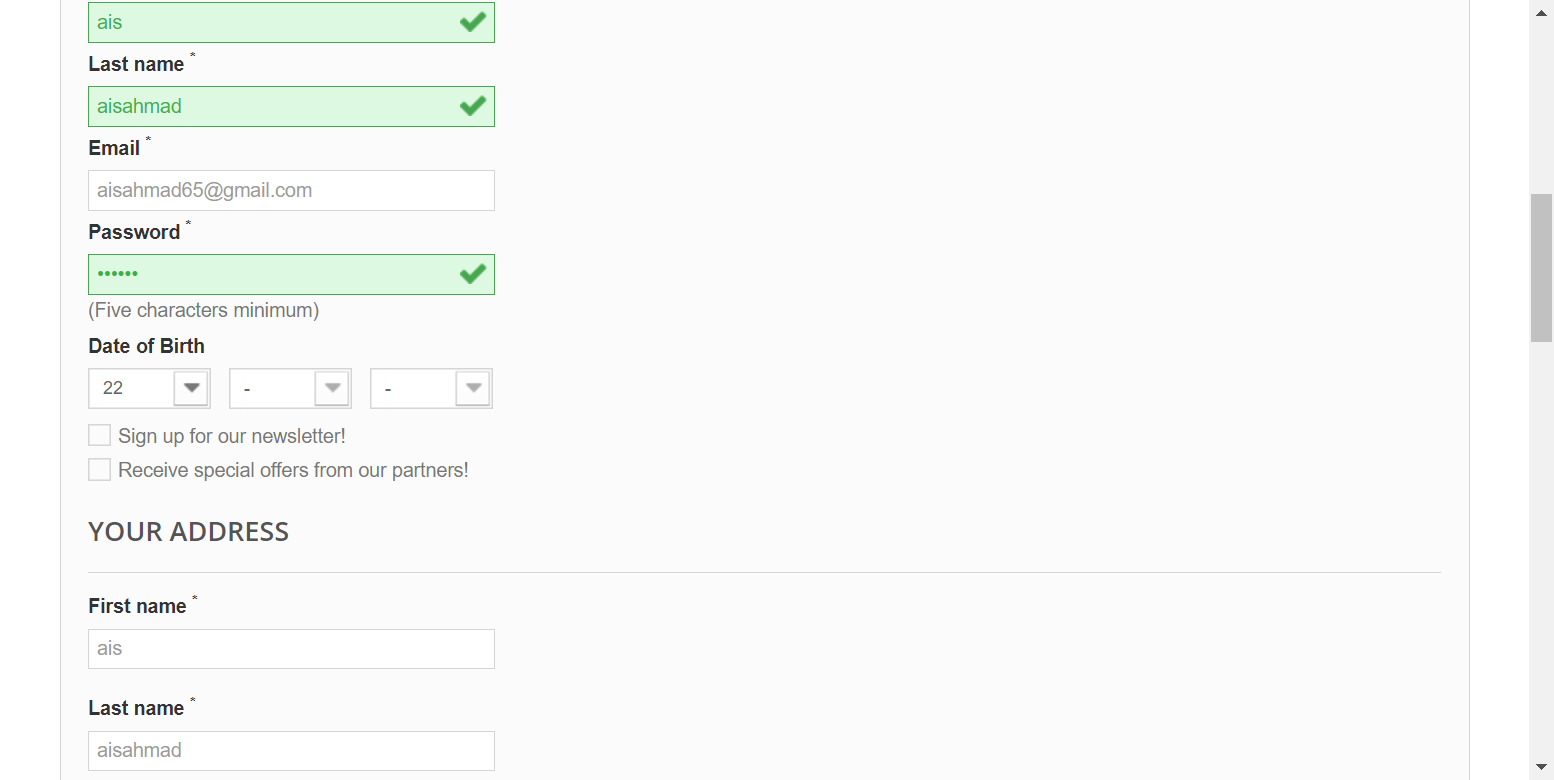 ais
Last name *
aisahmad
Email *
aisahmad65@gmail.com
Password *
••••••
(Five characters minimum)
Date of Birth
22 - -
Sign up for our newsletter!
Receive special offers from our partners!
YOUR ADDRESS
First name *
ais
Last name *
aisahmad